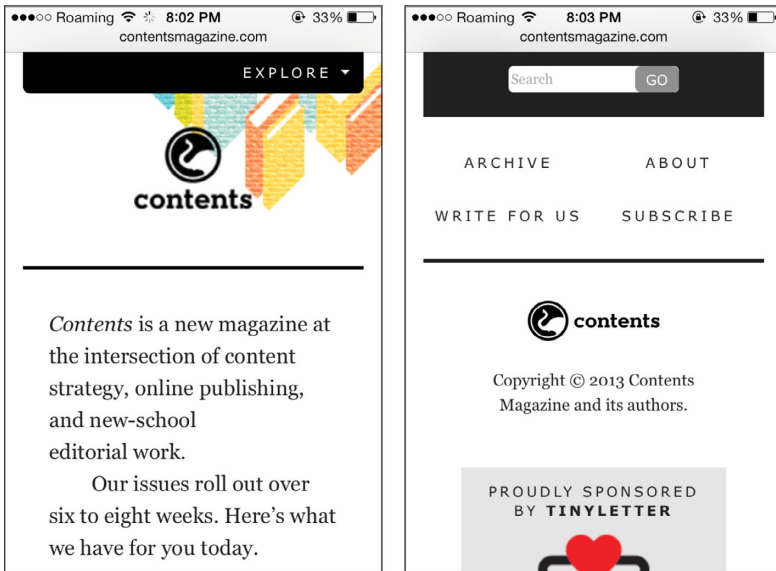 Roaming 8:02 PM 33%
contentsmagazine.com
EXPLORE
contents
Contents is a new magazine at
the intersection of content
strategy, online publishing,
and new-school
editorial work.
Our issues roll out over
six to eight weeks. Here’s what
we have for you today.
Roaming 8:03 PM 33%
contentsmagazine.com
Search GO
ARCHIVE ABOUT
WRITE FOR US SUBSCRIBE
contents
Copyright © 2013 Contents
Magazine and its authors.
PROUDLY SPONSORED
BY TINYLETTER